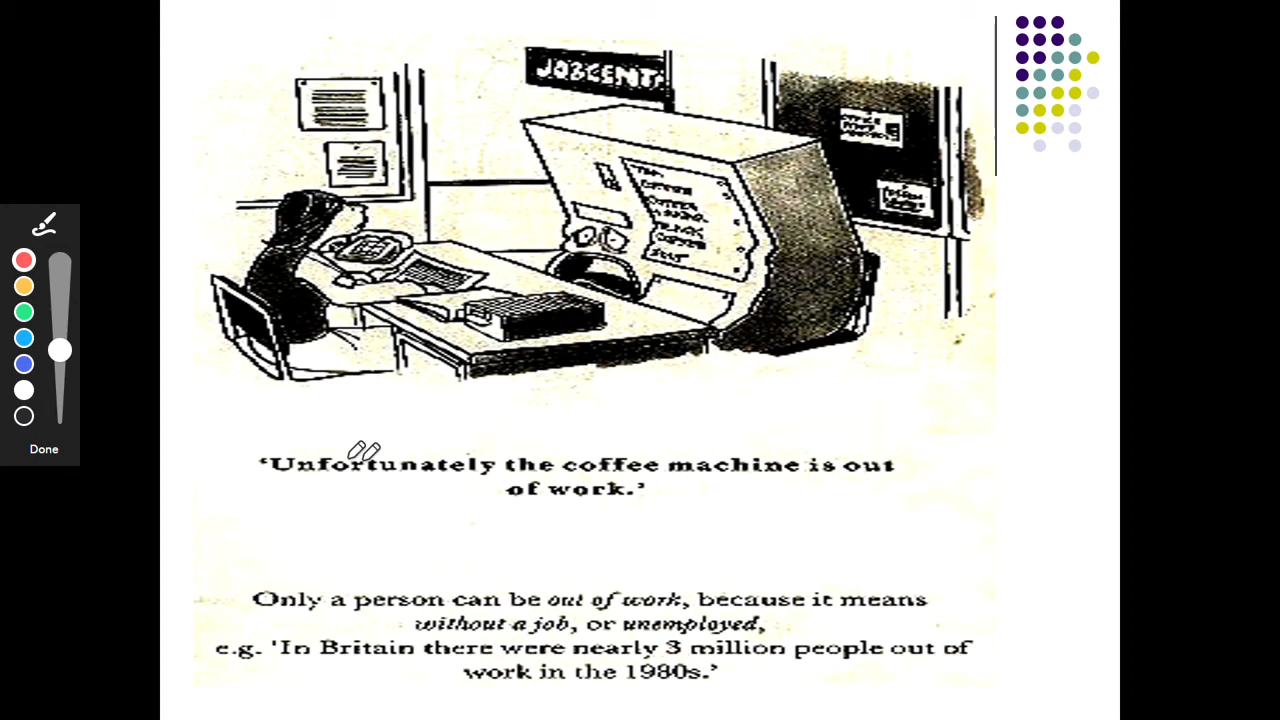 JOBCENT
COFFEE
Unfortunately the coffee machine is out
of work.’
Only a person can be out of work, because it means
without a job, or unemployed,
e.g. 'In Britain there were nearly 3 million people out of
work in the 1980s.’
Done